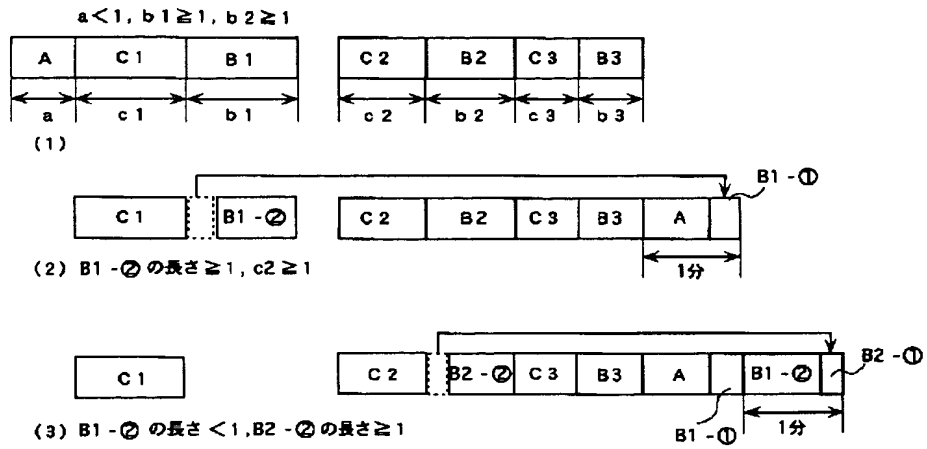 a<1, b1≧1, b2≧1
A C1 B1 C2 B2 C3 B3
a c1 b1 c2 b2 c3 b3
(1)
B1-①
C1 B1-② C2 B2 C3 B3 A
(2) B1-②の長さ≧1, c2≧1
1分
B2-①
C1 C2 B2-② C3 B3 A B1-②
(3) B1-②の長さ<1, B2-②の長さ≧1
B1-①
1分